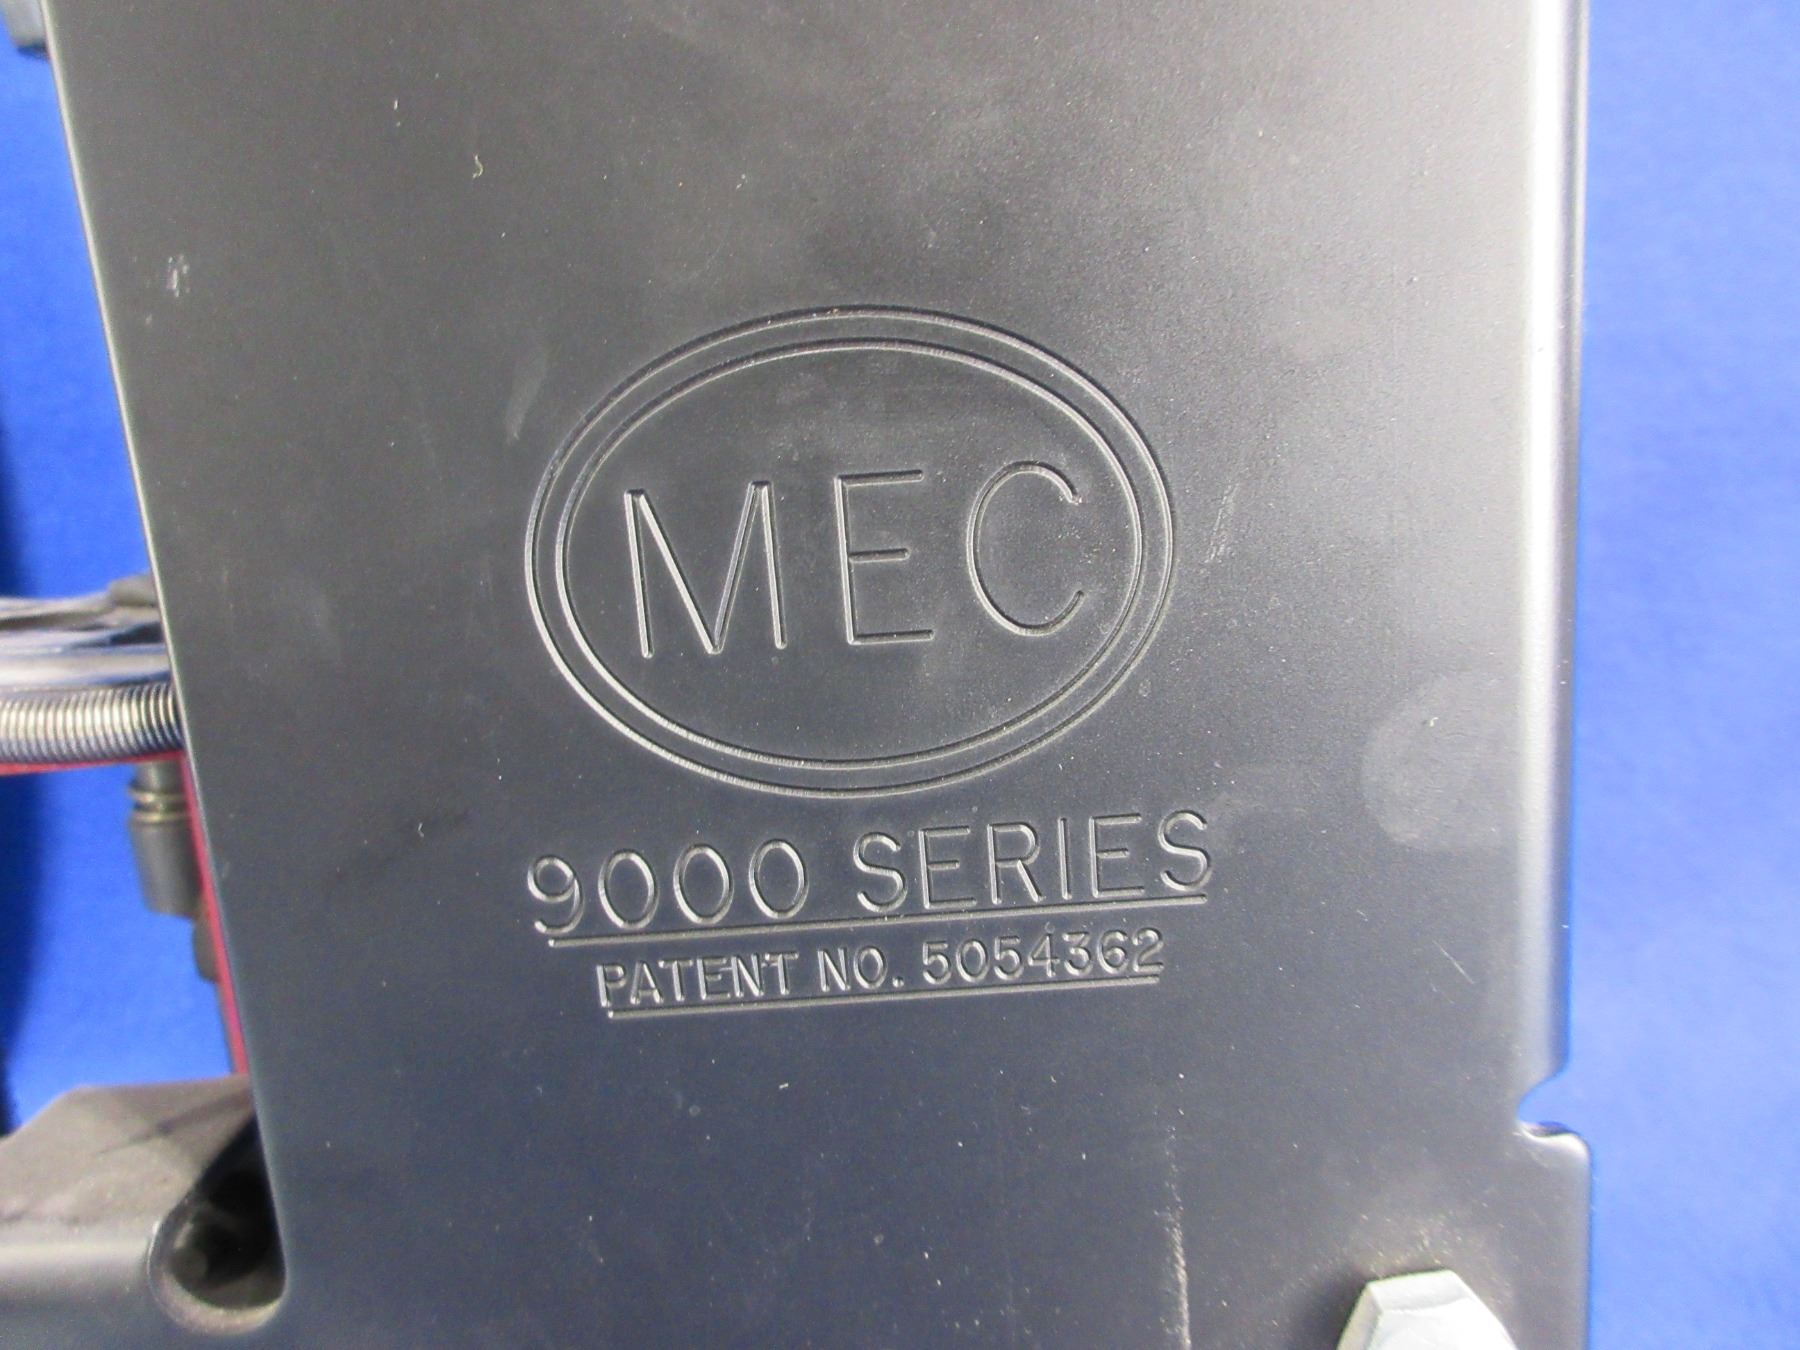 MEC
9000 SERIES
PATENT NO. 5054362